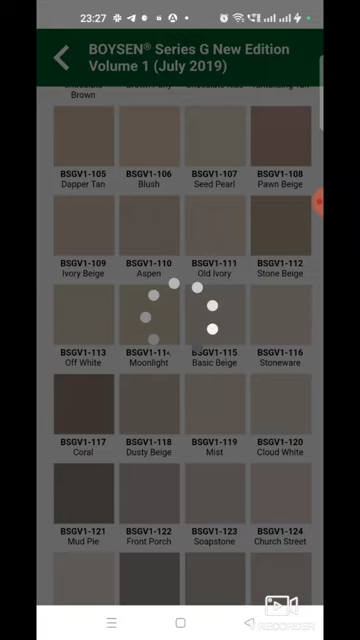 23:27
BOYSEN® Series G New Edition
Volume 1 (July 2019)
Brown
BSGV1-105 BSGV1-106 BSGV1-107 BSGV1-108
Dapper Tan Blush Seed Pearl Pawn Beige
BSGV1-109 BSGV1-110 BSGV1-111 BSGV1-112
Ivory Beige Aspen Old Ivory Stone Beige
BSGV1-113 BSGV1-114 BSGV1-115 BSGV1-116
Off White Moonlight Basic Beige Stoneware
BSGV1-117 BSGV1-118 BSGV1-119 BSGV1-120
Coral Dusty Beige Mist Cloud White
BSGV1-121 BSGV1-122 BSGV1-123 BSGV1-124
Mud Pie Front Porch Soapstone Church Street
RECORDER